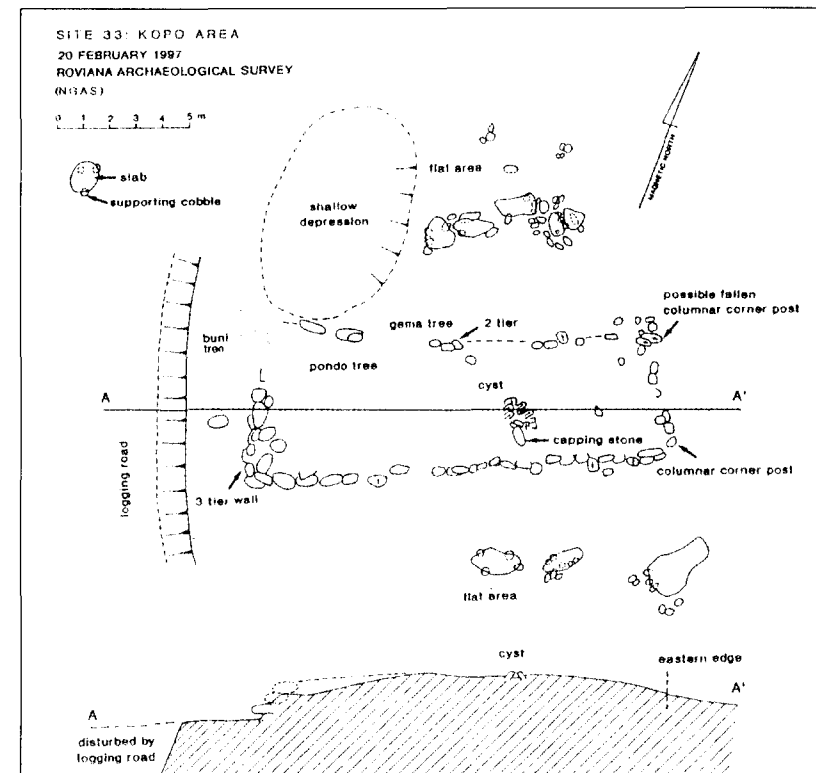 SITE 33: KOPO AREA
20 FEBRUARY 1997
ROVIANA ARCHAEOLOGICAL SURVEY
(NGAS)
0 1 2 3 4 5 m
slab
supporting cobble
shallow
depression
flat area
MAGNETIC NORTH
possible fallen
columnar corner post
buni
tree
gema tree
2 tier
pondo tree
cyst
A
A'
capping stone
columnar corner post
3 tier wall
logging road
flat area
cyst
eastern edge
A
A'
disturbed by
logging road